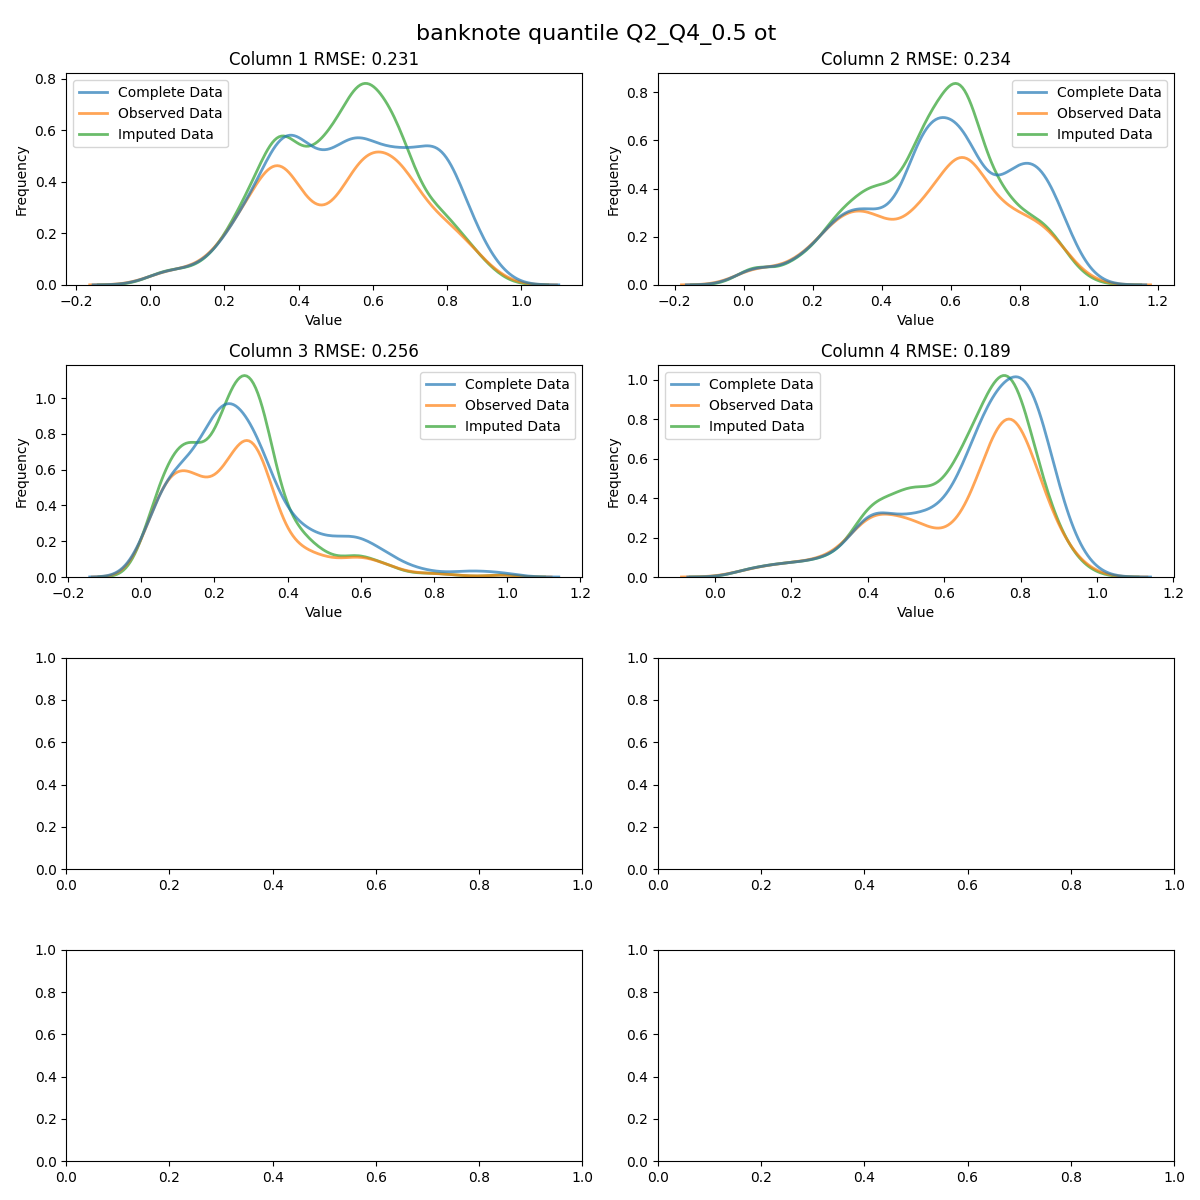 banknote quantile Q2_Q4_0.5 ot
Column 1 RMSE: 0.231
Complete Data
Observed Data
Imputed Data
Frequency
0.8
0.6
0.4
0.2
0.0
−0.2 0.0 0.2 0.4 0.6 0.8 1.0
Value
Column 2 RMSE: 0.234
Complete Data
Observed Data
Imputed Data
Frequency
0.8
0.6
0.4
0.2
0.0
−0.2 0.0 0.2 0.4 0.6 0.8 1.0 1.2
Value
Column 3 RMSE: 0.256
Complete Data
Observed Data
Imputed Data
Frequency
1.0
0.8
0.6
0.4
0.2
0.0
−0.2 0.0 0.2 0.4 0.6 0.8 1.0 1.2
Value
Column 4 RMSE: 0.189
Complete Data
Observed Data
Imputed Data
Frequency
1.0
0.8
0.6
0.4
0.2
0.0
0.0 0.2 0.4 0.6 0.8 1.0 1.2
Value
1.0
0.8
0.6
0.4
0.2
0.0
0.0 0.2 0.4 0.6 0.8 1.0
1.0
0.8
0.6
0.4
0.2
0.0
0.0 0.2 0.4 0.6 0.8 1.0
1.0
0.8
0.6
0.4
0.2
0.0
0.0 0.2 0.4 0.6 0.8 1.0
1.0
0.8
0.6
0.4
0.2
0.0
0.0 0.2 0.4 0.6 0.8 1.0